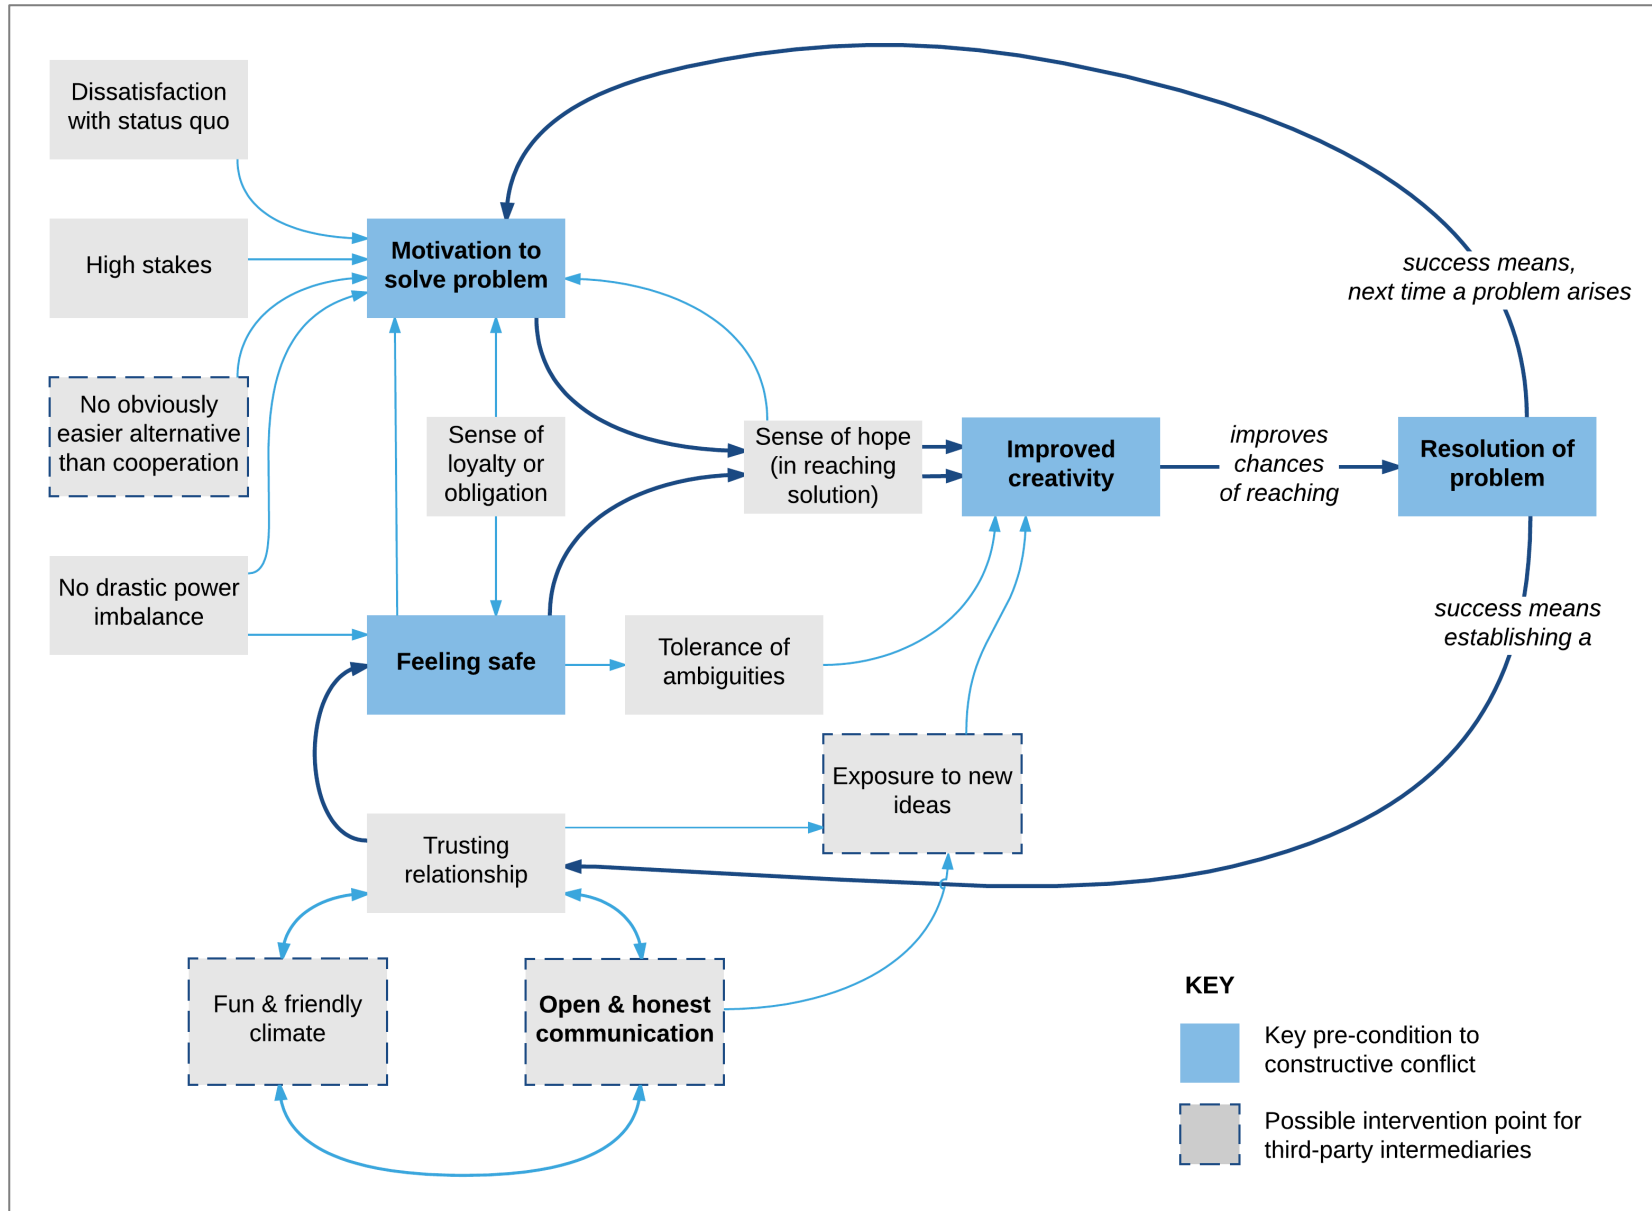 Dissatisfaction
with status quo
High stakes
Motivation to
solve problem
success means,
next time a problem arises
No obviously
easier alternative
than cooperation
Sense of
loyalty or
obligation
Sense of hope
(in reaching
solution)
Improved
creativity
improves
chances
of reaching
Resolution of
problem
No drastic power
imbalance
Feeling safe
Tolerance of
ambiguities
success means
establishing a
Exposure to new
ideas
Trusting
relationship
Fun & friendly
climate
Open & honest
communication
KEY
Key pre-condition to
constructive conflict
Possible intervention point for
third-party intermediaries